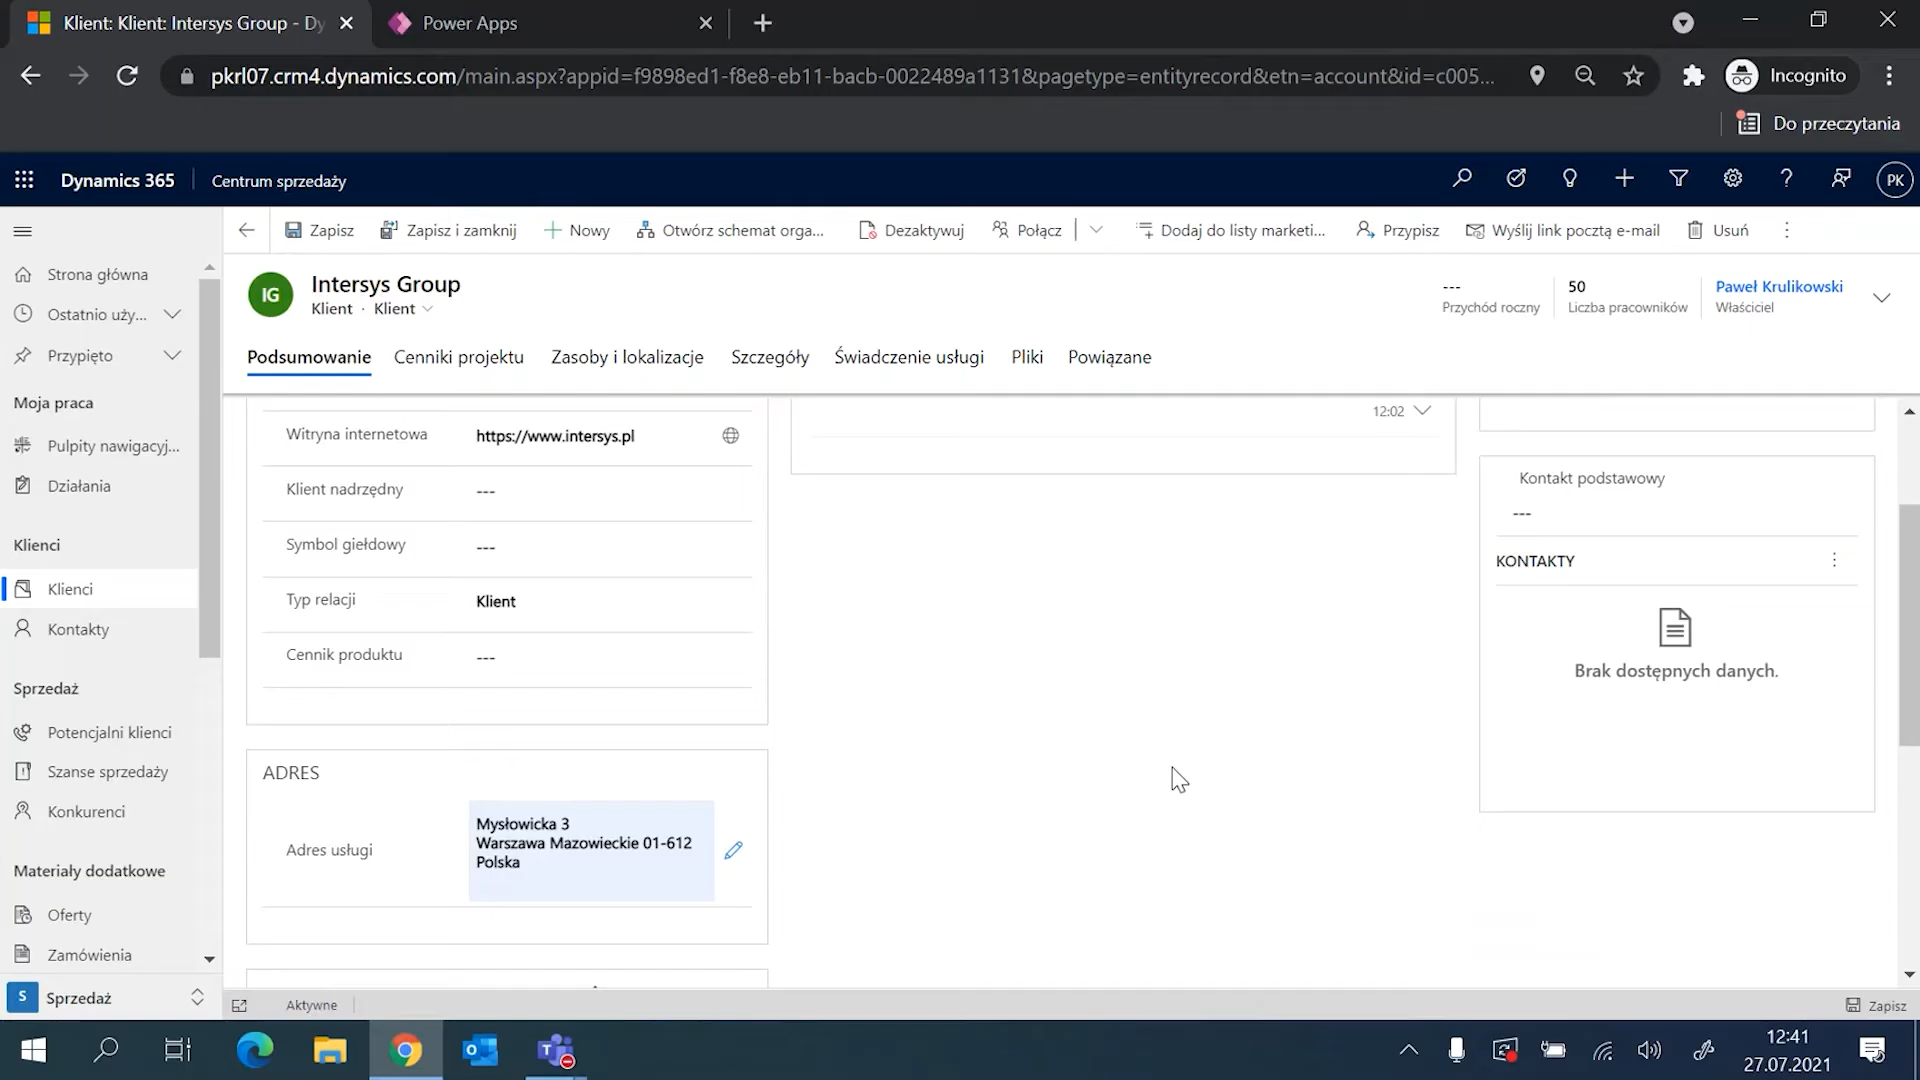 Klient: Klient: Intersys Group - Dy
Power Apps
pkrl07.crm4.dynamics.com/main.aspx?appid=f9898ed1-f8e8-eb11-bacb-0022489a1131&pagetype=entityrecord&etn=account&id=c005...
Incognito
Do przeczytania
Dynamics 365
Centrum sprzedaży
PK
Zapisz
Zapisz i zamknij
Nowy
Otwórz schemat orga...
Dezaktywuj
Połącz
Dodaj do listy marketi...
Przypisz
Wyślij link pocztą e-mail
Usuń
Strona główna
Ostatnio uży...
Przypięto
Moja praca
Pulpity nawigacyj...
Działania
Klienci
Klienci
Kontakty
Sprzedaż
Potencjalni klienci
Szanse sprzedaży
Konkurenci
Materiały dodatkowe
Oferty
Zamówienia
S
Sprzedaż
IG
Intersys Group
Klient · Klient
---
Przychód roczny
50
Liczba pracowników
Paweł Krulikowski
Właściciel
Podsumowanie
Cenniki projektu
Zasoby i lokalizacje
Szczegóły
Świadczenie usługi
Pliki
Powiązane
Witryna internetowa
https://www.intersys.pl
Klient nadrzędny
---
Symbol giełdowy
---
Typ relacji
Klient
Cennik produktu
---
ADRES
Adres usługi
Mysłowicka 3
Warszawa Mazowieckie 01-612
Polska
12:02
Kontakt podstawowy
---
KONTAKTY
Brak dostępnych danych.
Aktywne
Zapisz
12:41
27.07.2021